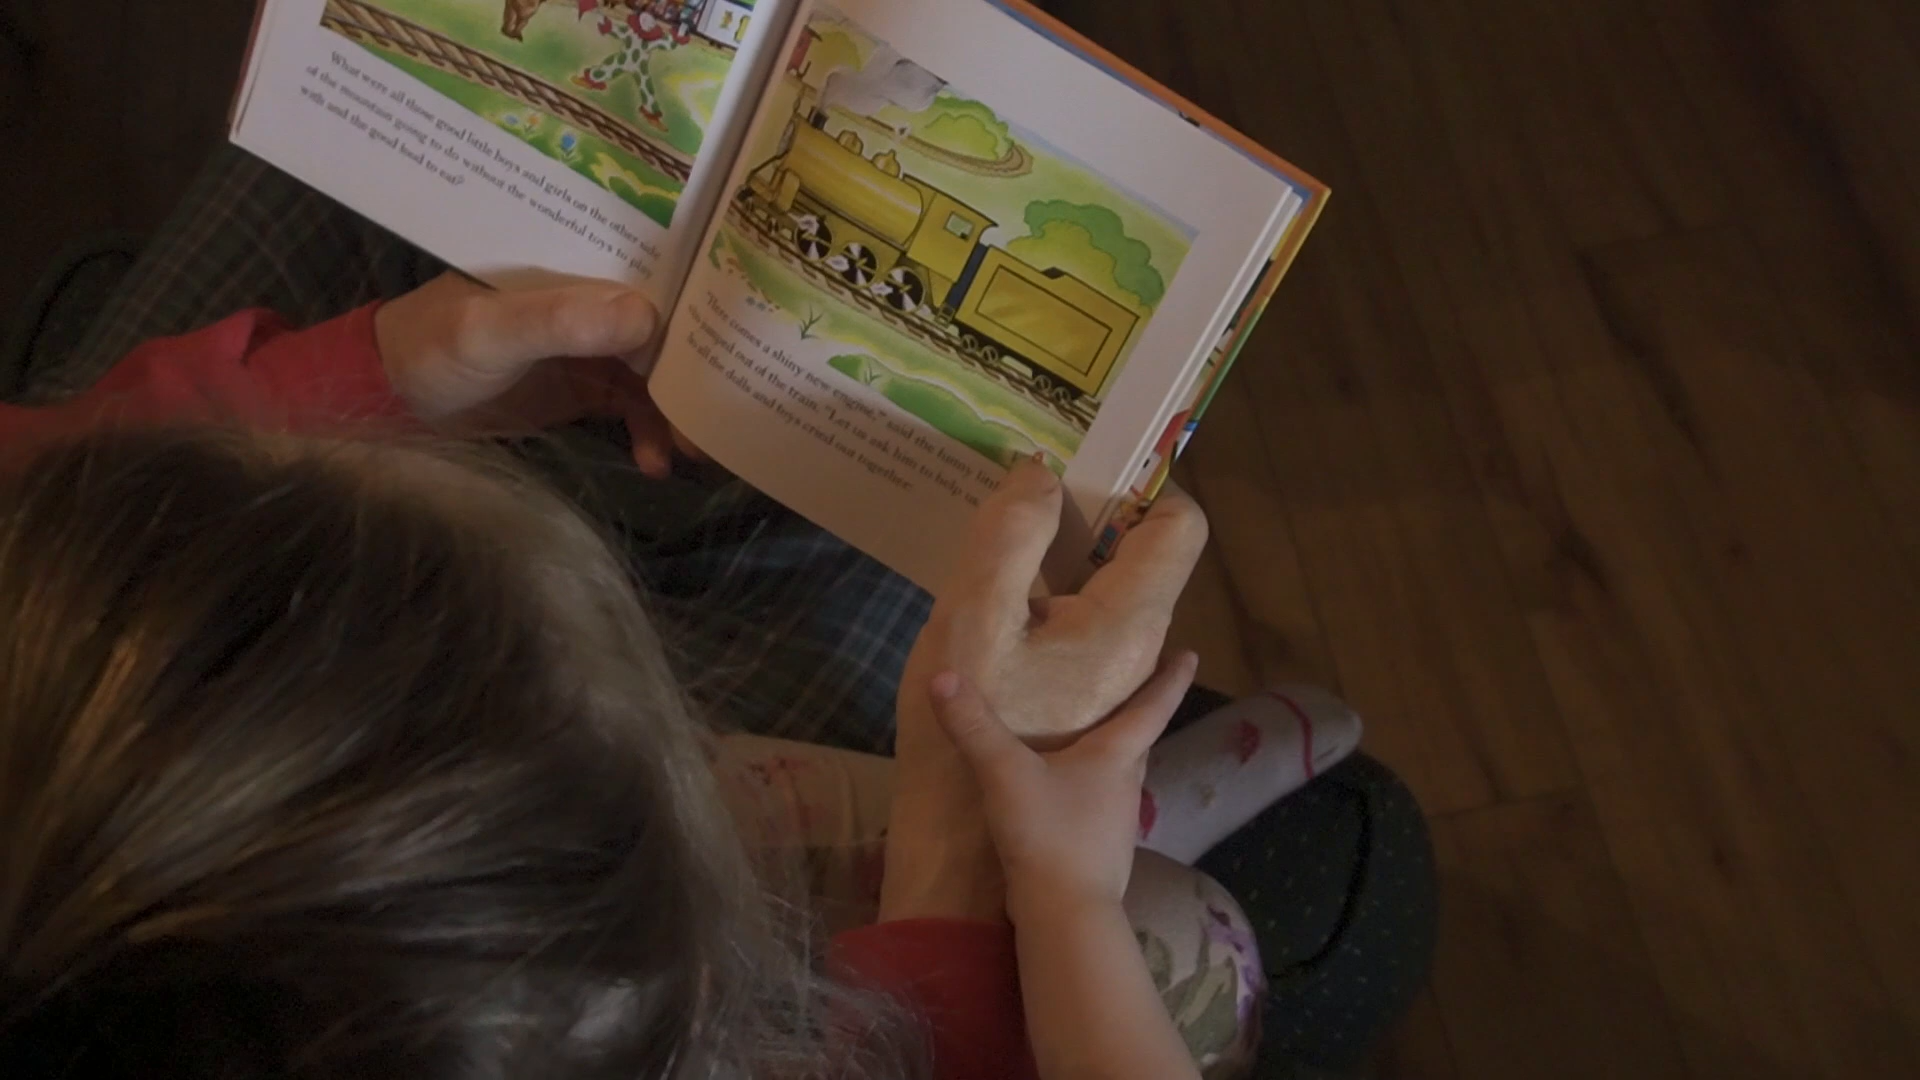 What were all those good little boys and girls on the other side
of the mountain going to do without the wonderful toys to play
with and the good food to eat?
"Here comes a shiny new engine," said the funny little
who jumped out of the train. "Let us ask him to help us."
So all the dolls and toys cried out together: